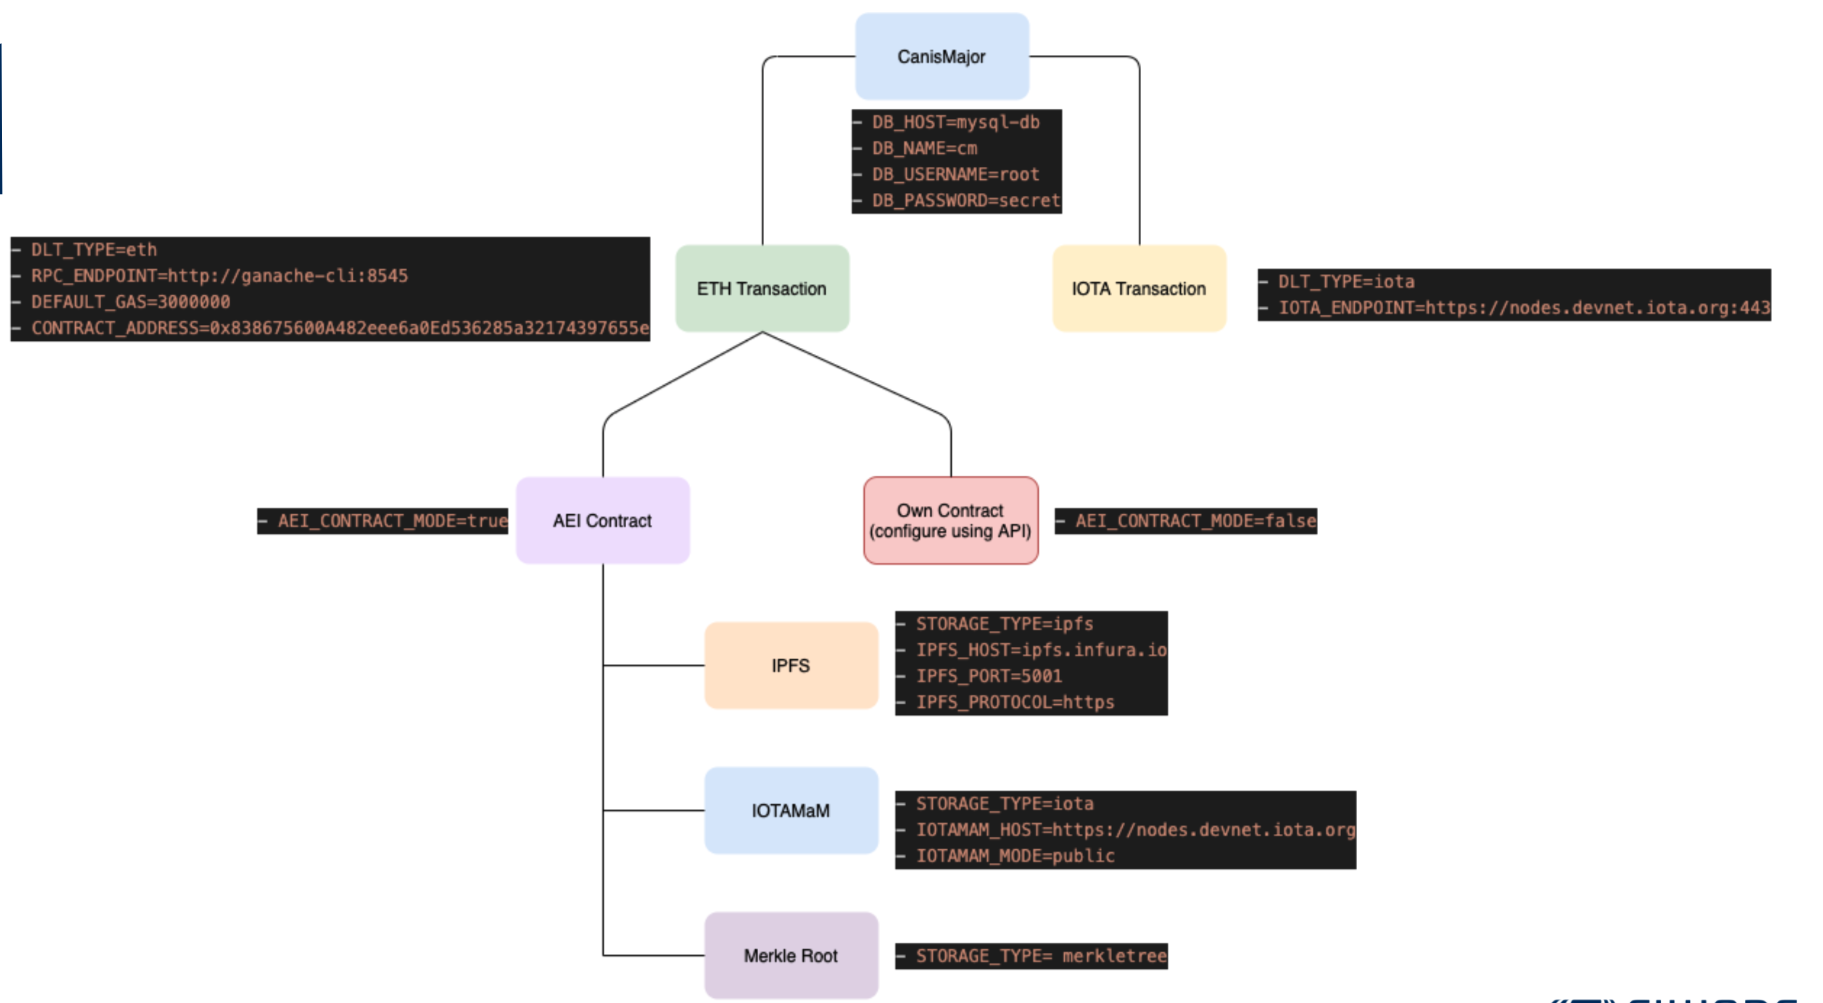 CanisMajor
- DB_HOST=mysql-db
- DB_NAME=cm
- DB_USERNAME=root
- DB_PASSWORD=secret
- DLT_TYPE=eth
- RPC_ENDPOINT=http://ganache-cli:8545
- DEFAULT_GAS=3000000
- CONTRACT_ADDRESS=0x838675600A482eee6a0Ed536285a32174397655e
ETH Transaction
IOTA Transaction
- DLT_TYPE=iota
- IOTA_ENDPOINT=https://nodes.devnet.iota.org:443
- AEI_CONTRACT_MODE=true
AEI Contract
Own Contract
(configure using API)
- AEI_CONTRACT_MODE=false
IPFS
- STORAGE_TYPE=ipfs
- IPFS_HOST=ipfs.infura.io
- IPFS_PORT=5001
- IPFS_PROTOCOL=https
IOTAMaM
- STORAGE_TYPE=iota
- IOTAMAM_HOST=https://nodes.devnet.iota.org
- IOTAMAM_MODE=public
Merkle Root
- STORAGE_TYPE= merkletree